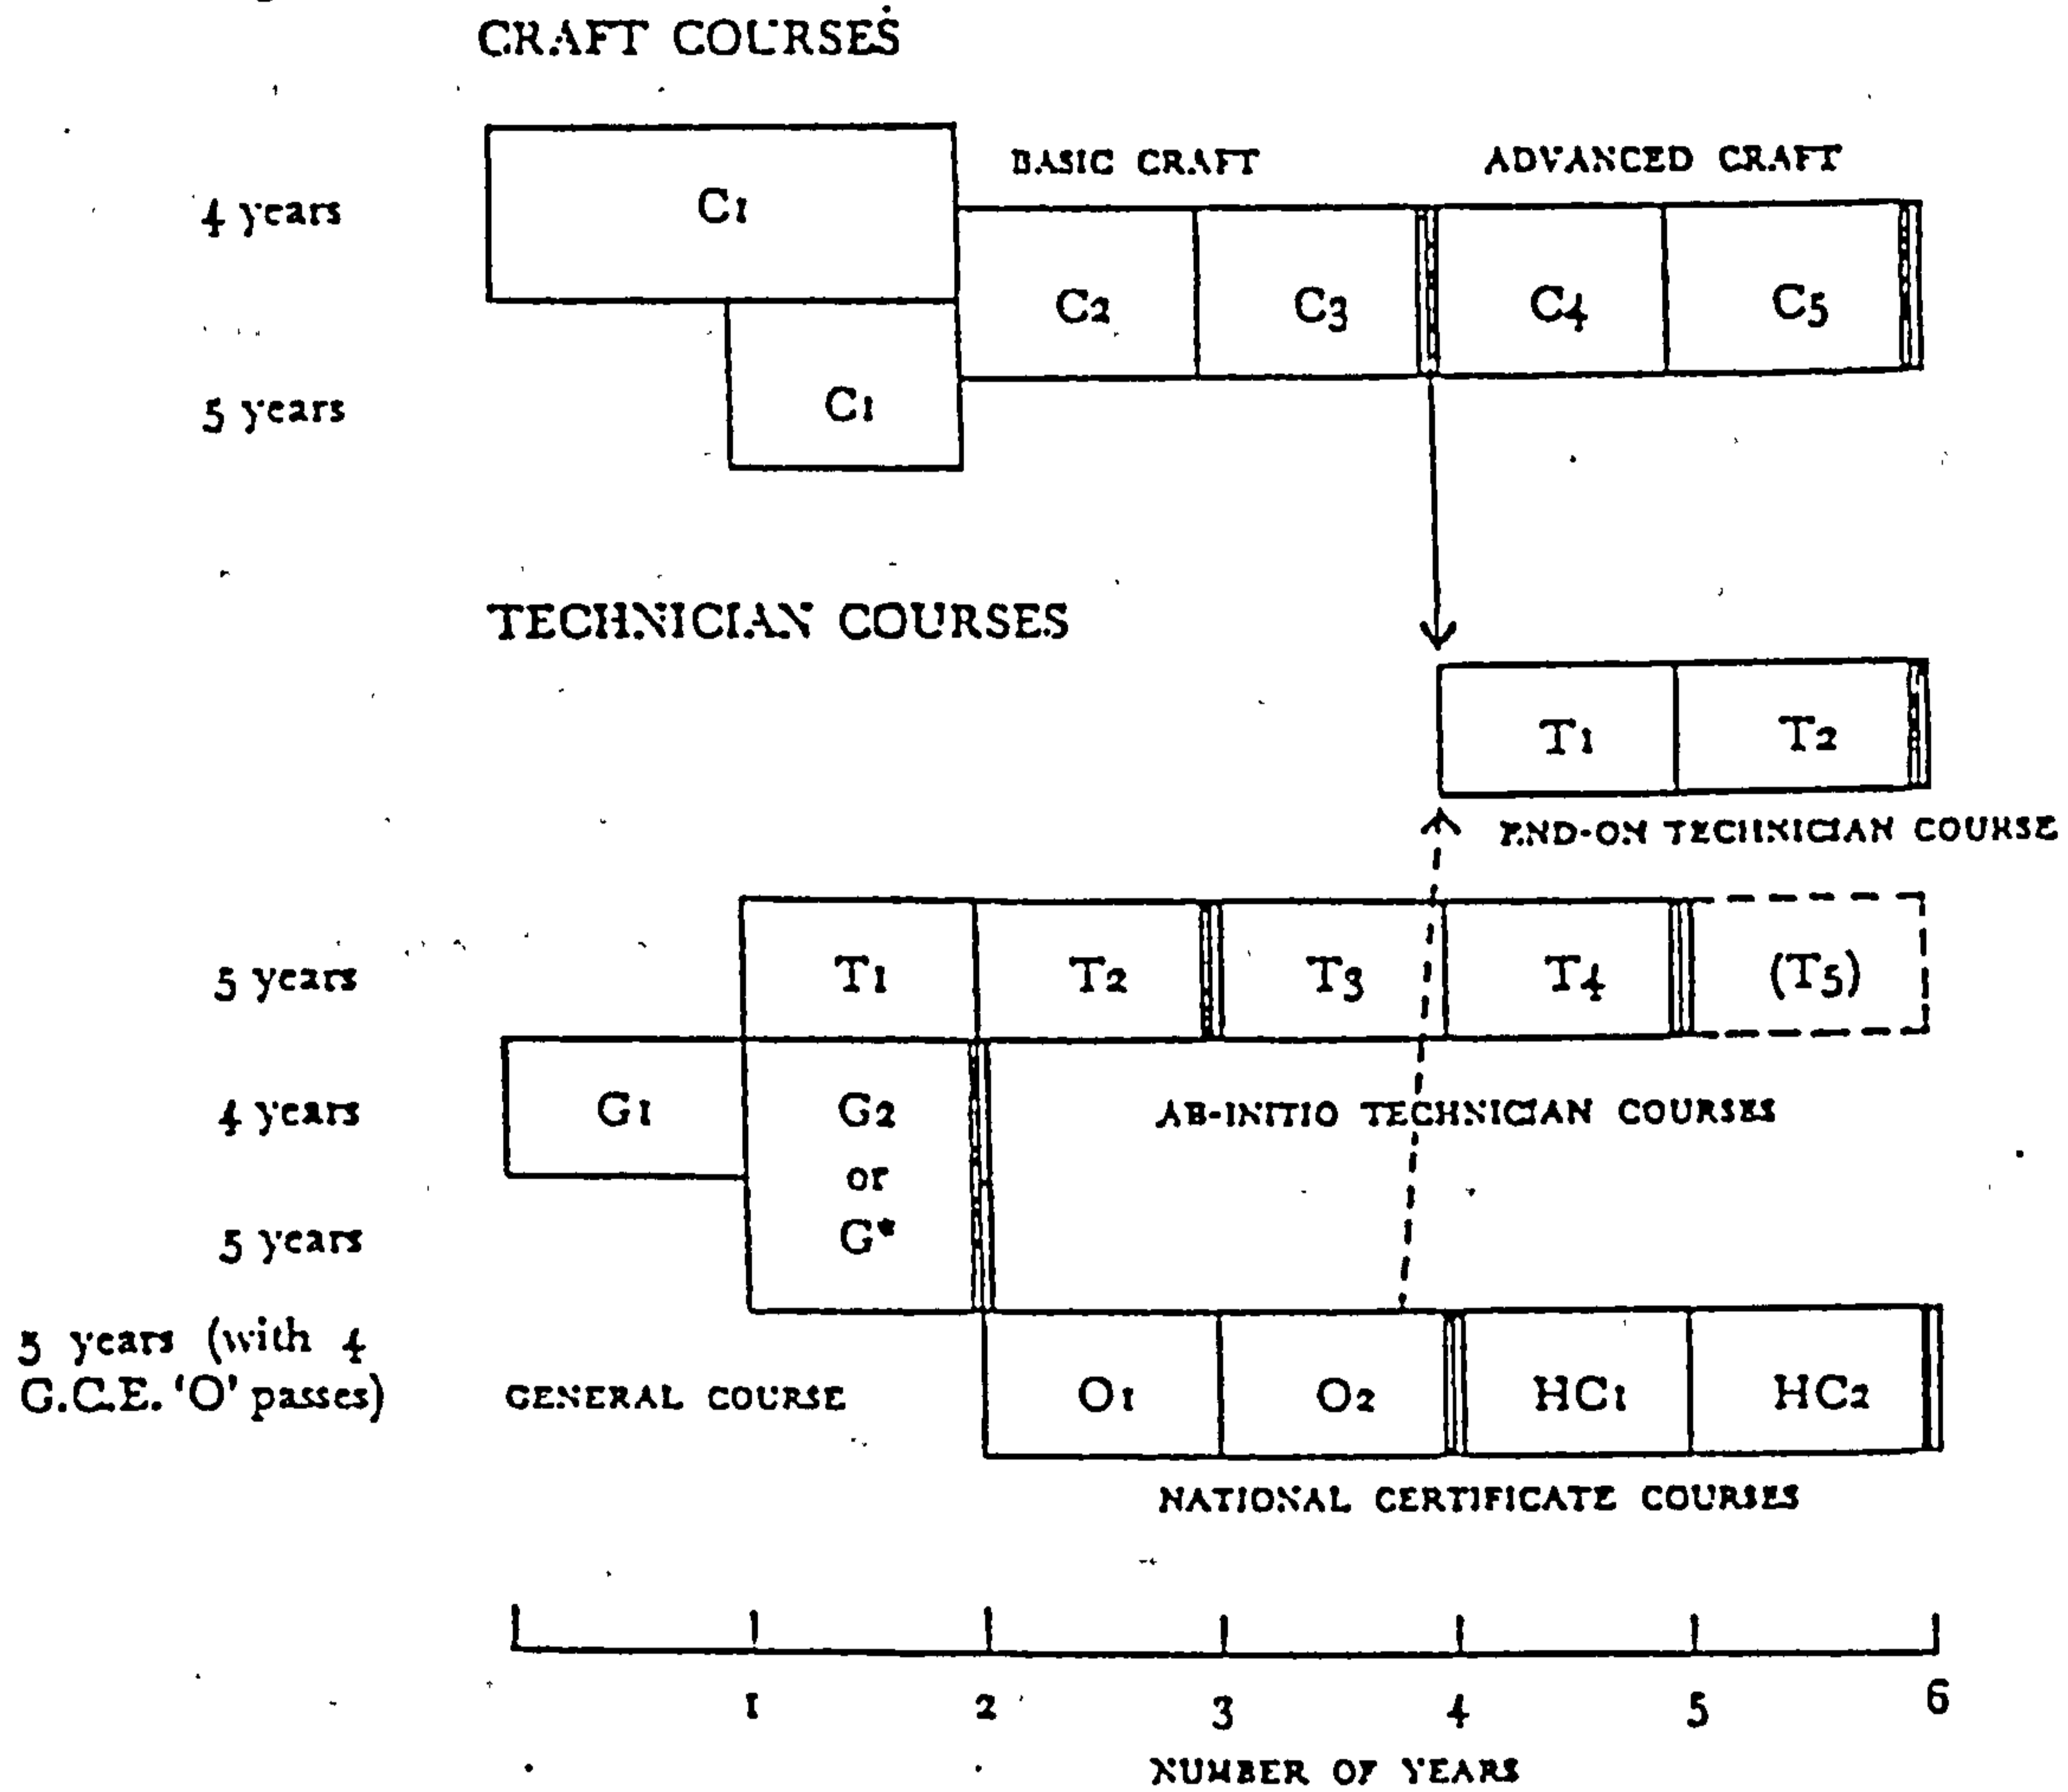 CRAFT COURSES
BASIC CRAFT
ADVANCED CRAFT
4 years
C1
C2
C3
C4
C5
5 years
C1
TECHNICIAN COURSES
T1
T2
END-ON TECHNICIAN COURSE
5 years
T1
T2
T3
T4
(T5)
4 years
G1
G2
AB-INITIO TECHNICIAN COURSES
or
5 years
G*
5 years (with 4
G.C.E. 'O' passes)
GENERAL COURSE
O1
O2
HC1
HC2
NATIONAL CERTIFICATE COURSES
1
2
3
4
5
6
NUMBER OF YEARS